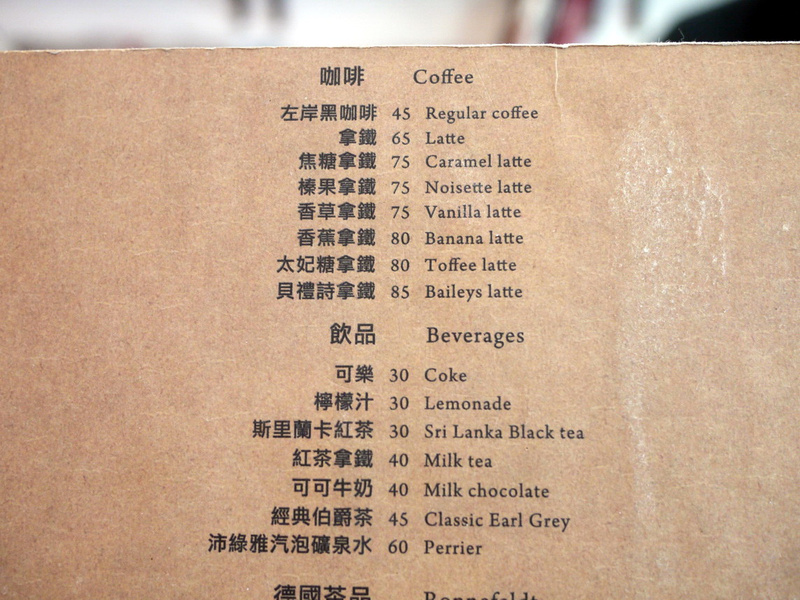 咖啡 Coffee
左岸黑咖啡 45 Regular coffee
拿鐵 65 Latte
焦糖拿鐵 75 Caramel latte
榛果拿鐵 75 Noisette latte
香草拿鐵 75 Vanilla latte
香蕉拿鐵 80 Banana latte
太妃糖拿鐵 80 Toffee latte
貝禮詩拿鐵 85 Baileys latte
飲品 Beverages
可樂 30 Coke
檸檬汁 30 Lemonade
斯里蘭卡紅茶 30 Sri Lanka Black tea
紅茶拿鐵 40 Milk tea
可可牛奶 40 Milk chocolate
經典伯爵茶 45 Classic Earl Grey
沛綠雅汽泡礦泉水 60 Perrier
德國茶品 Ronnefeldt